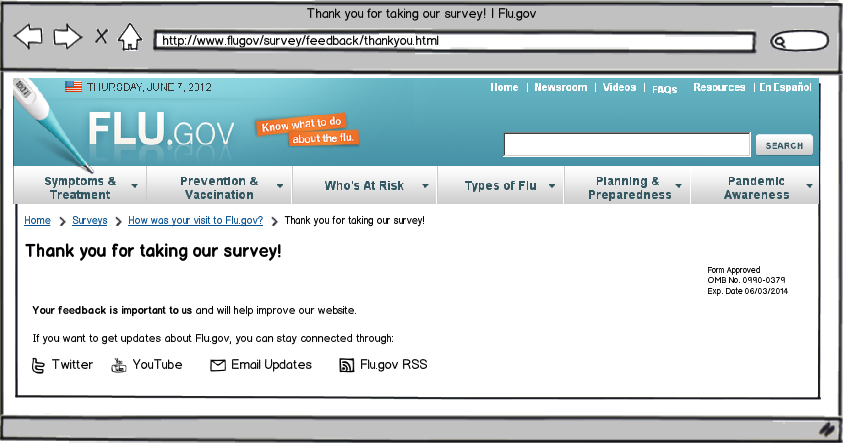 Thank you for taking our survey! | Flu.gov
http://www.flugov/survey/feedback/thankyou.html
THURSDAY, JUNE 7, 2012
Home | Newsroom | Videos | FAQs Resources | En Español
FLU.GOV
Know what to do
about the flu.
SEARCH
Symptoms & Treatment
Prevention & Vaccination
Who's At Risk
Types of Flu
Planning & Preparedness
Pandemic Awareness
Home > Surveys > How was your visit to Flu.gov? > Thank you for taking our survey!
Thank you for taking our survey!
Form Approved
OMB No. 0990-0379
Exp. Date 06/03/2014
Your feedback is important to us and will help improve our website.
If you want to get updates about Flu.gov, you can stay connected through:
Twitter YouTube Email Updates Flu.gov RSS